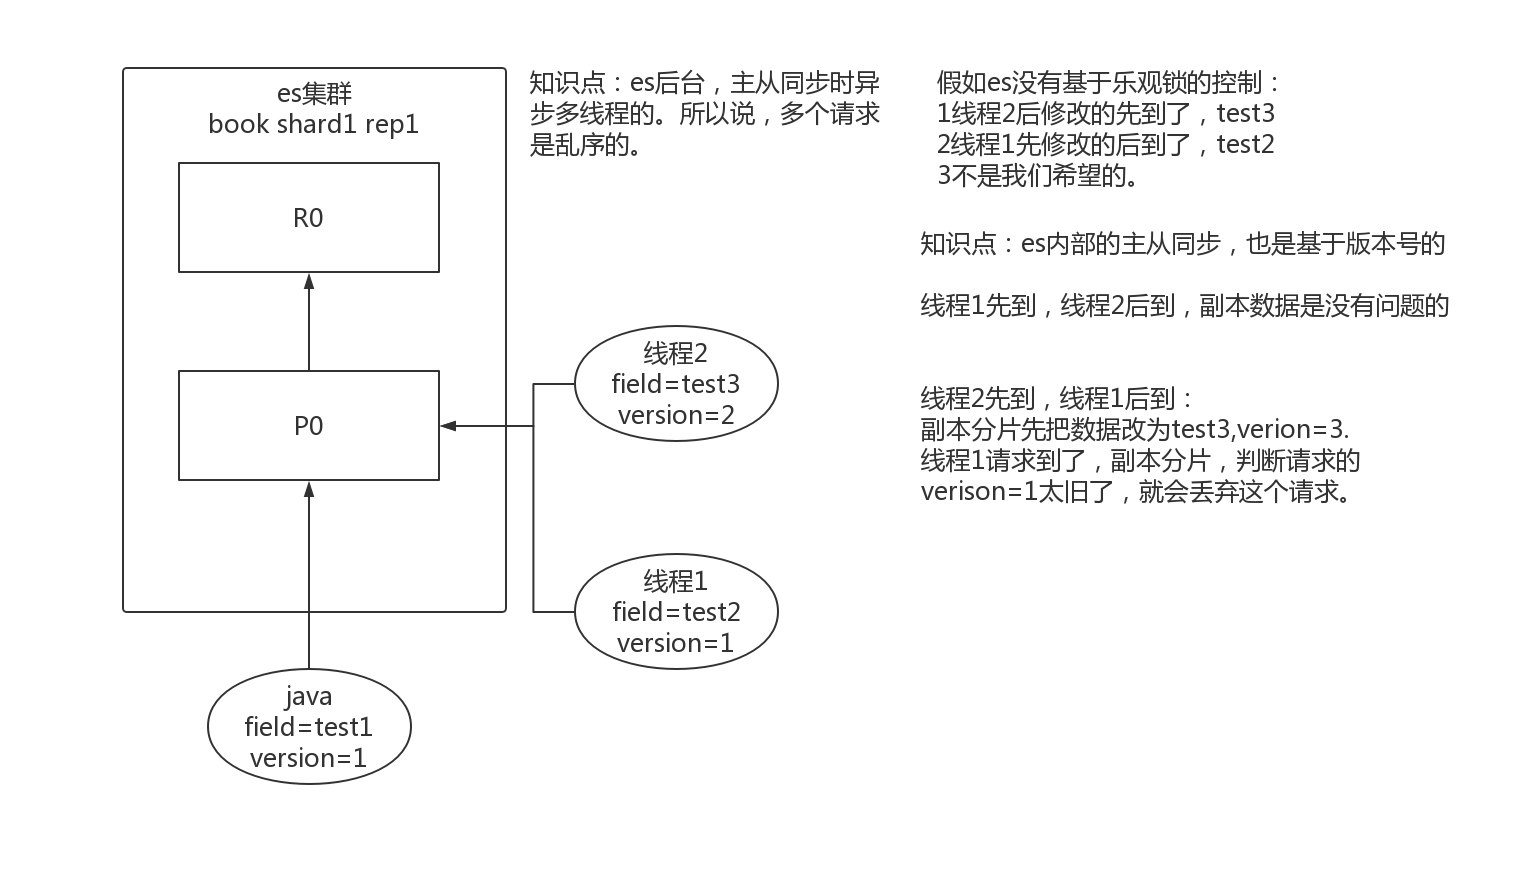 es集群
book shard1 rep1
R0
P0
java
field=test1
version=1
线程2
field=test3
version=2
线程1
field=test2
version=1
知识点：es后台，主从同步时异
步多线程的。所以说，多个请求
是乱序的。
假如es没有基于乐观锁的控制：
1线程2后修改的先到了，test3
2线程1先修改的后到了，test2
3不是我们希望的。
知识点：es内部的主从同步，也是基于版本号的
线程1先到，线程2后到，副本数据是没有问题的
线程2先到，线程1后到：
副本分片先把数据改为test3,verion=3.
线程1请求到了，副本分片，判断请求的
verison=1太旧了，就会丢弃这个请求。